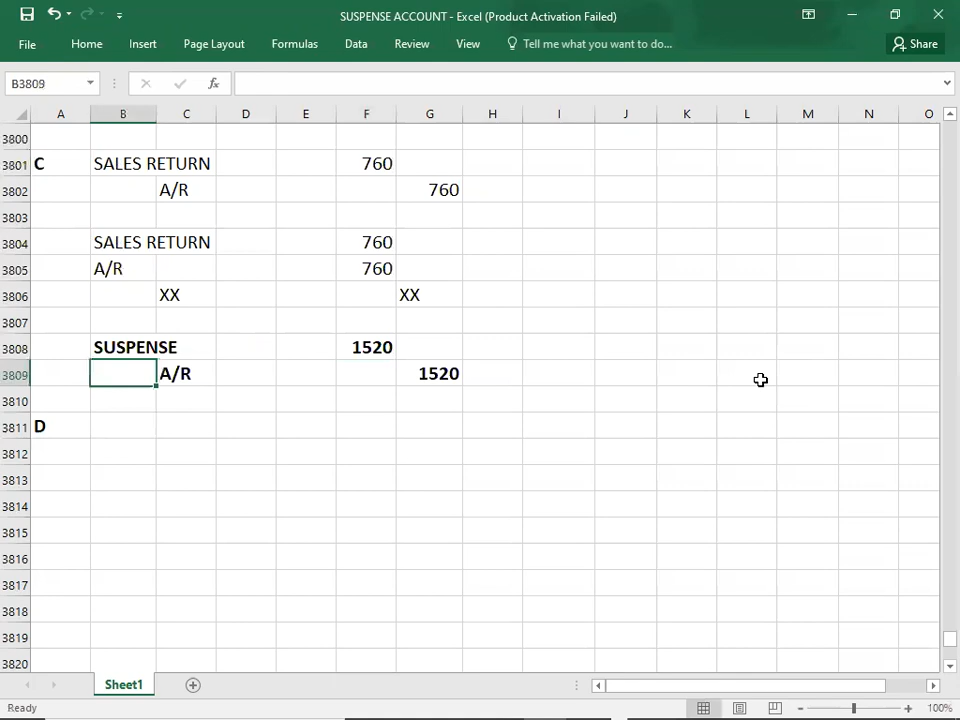 SUSPENSE ACCOUNT - Excel (Product Activation Failed)
File Home Insert Page Layout Formulas Data Review View Tell me what you want to do... Share
B3809 fx
A B C D E F G H I J K L M N O
3800
3801 C SALES RETURN 760
3802 A/R 760
3803
3804 SALES RETURN 760
3805 A/R 760
3806 XX XX
3807
3808 SUSPENSE 1520
3809 A/R 1520
3810
3811 D
3812
3813
3814
3815
3816
3817
3818
3819
3820
Sheet1
Ready 100%